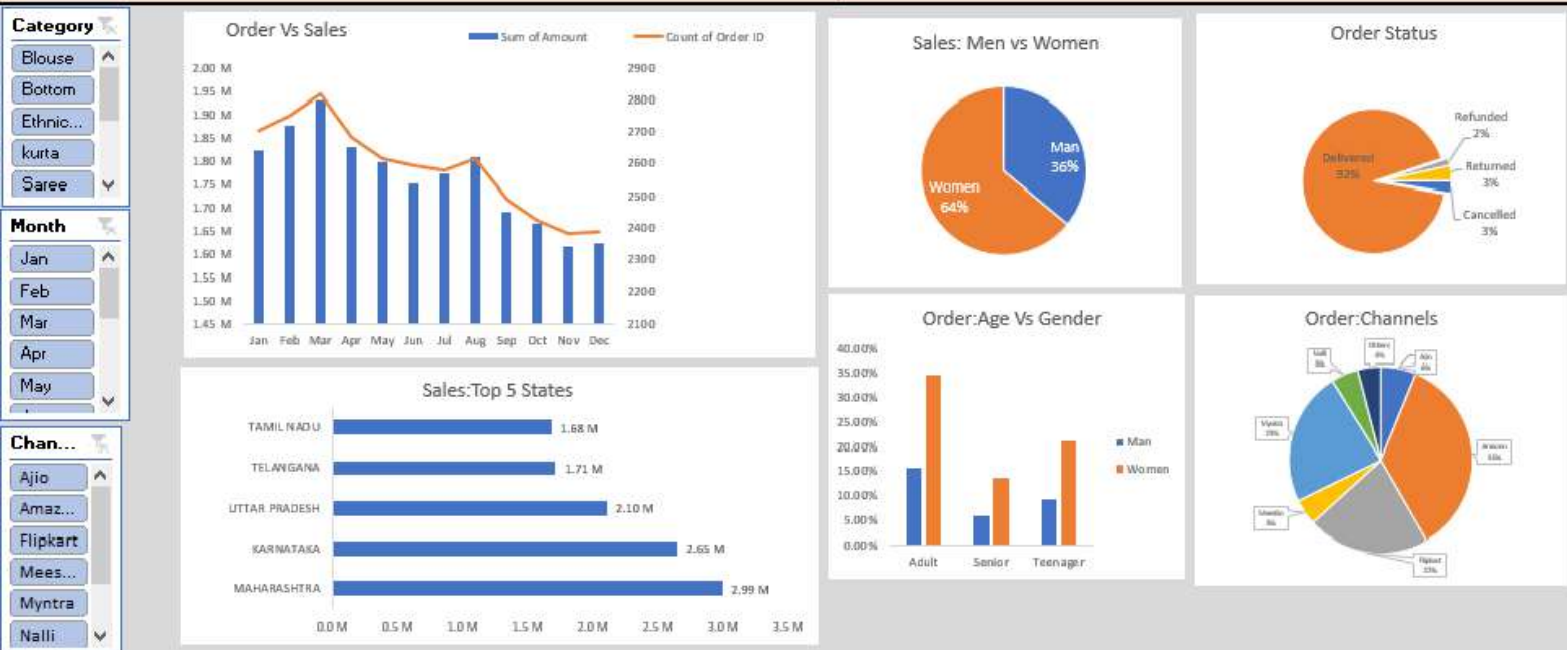 Category
Blouse
Bottom
Ethnic...
kurta
Saree
Month
Jan
Feb
Mar
Apr
May
Chan...
Ajio
Amaz...
Flipkart
Mees...
Myntra
Nalli
Order Vs Sales
Sum of Amount
Count of Order ID
2.00 M
1.95 M
1.90 M
1.85 M
1.80 M
1.75 M
1.70 M
1.65 M
1.60 M
1.55 M
1.50 M
1.45 M
2900
2800
2700
2600
2500
2400
2300
2200
2100
Jan Feb Mar Apr May Jun Jul Aug Sep Oct Nov Dec
Sales:Top 5 States
TAMIL NADU 1.68 M
TELANGANA 1.71 M
UTTAR PRADESH 2.10 M
KARNATAKA 2.65 M
MAHARASHTRA 2.99 M
0.0 M 0.5 M 1.0 M 1.5 M 2.0 M 2.5 M 3.0 M 3.5 M
Sales: Men vs Women
Man
36%
Women
64%
Order Status
Delivered
Refunded
2%
Returned
3%
Cancelled
3%
Order:Age Vs Gender
40.00%
35.00%
30.00%
25.00%
20.00%
15.00%
10.00%
5.00%
0.00%
Adult Senior Teenager
Man
Women
Order:Channels
Others
Ajio
Amazon
Flipkart
Myntra
Nalli